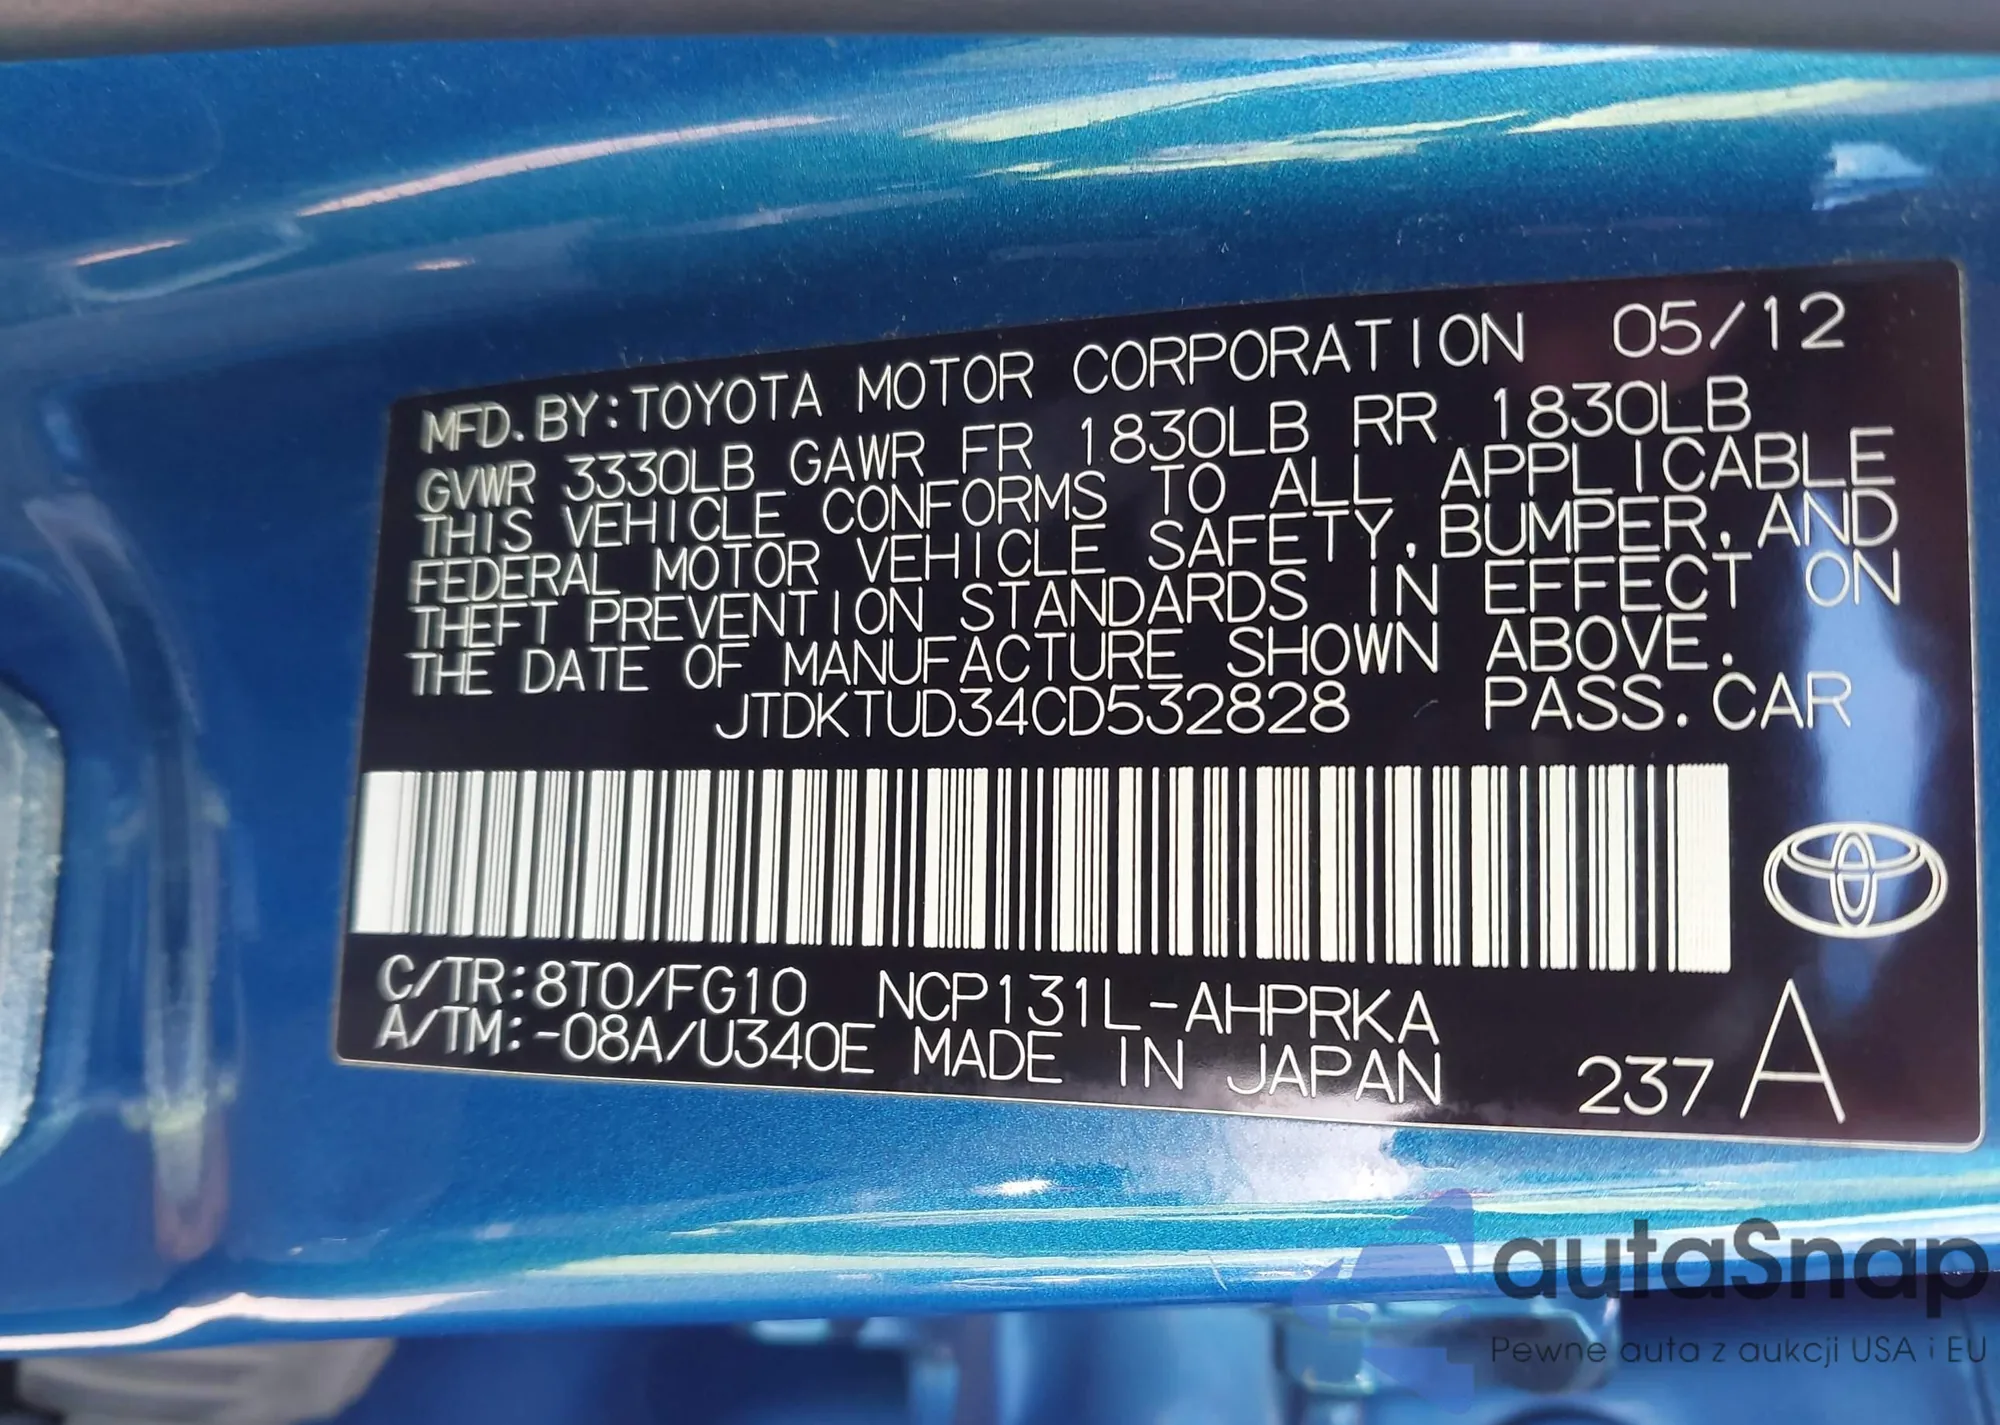 MFD. BY: TOYOTA MOTOR CORPORATION 05/12
GVWR 3330LB GAWR FR 1830LB RR 1830LB
THIS VEHICLE CONFORMS TO ALL APPLICABLE
FEDERAL MOTOR VEHICLE SAFETY, BUMPER, AND
THEFT PREVENTION STANDARDS IN EFFECT ON
THE DATE OF MANUFACTURE SHOWN ABOVE.
JTDKTUD34CD532828 PASS. CAR
C/TR:8T0/FG10 NCP131L-AHPRKA
A/TM:-08A/U340E MADE IN JAPAN 237 A
autaSnap
Pewne auta z aukcji USA i EU